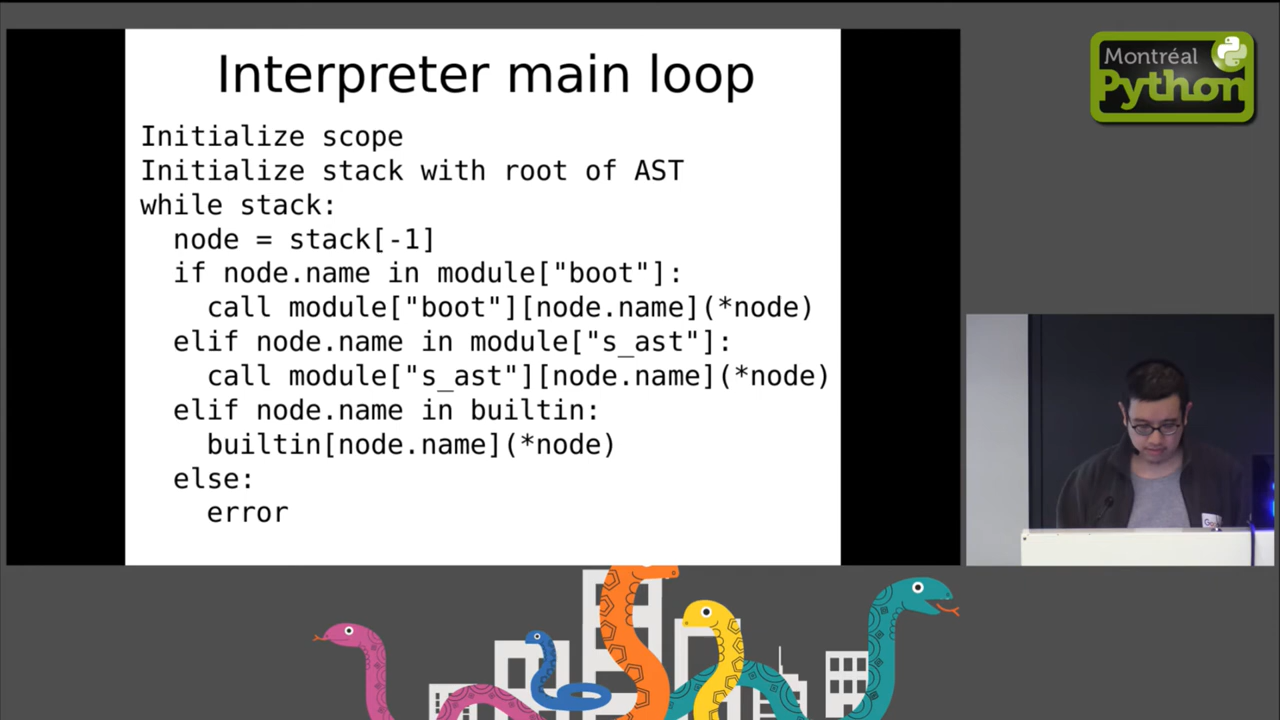 Interpreter main loop
Initialize scope
Initialize stack with root of AST
while stack:
  node = stack[-1]
  if node.name in module["boot"]:
    call module["boot"][node.name](*node)
  elif node.name in module["s_ast"]:
    call module["s_ast"][node.name](*node)
  elif node.name in builtin:
    builtin[node.name](*node)
  else:
    error
Montréal
Python